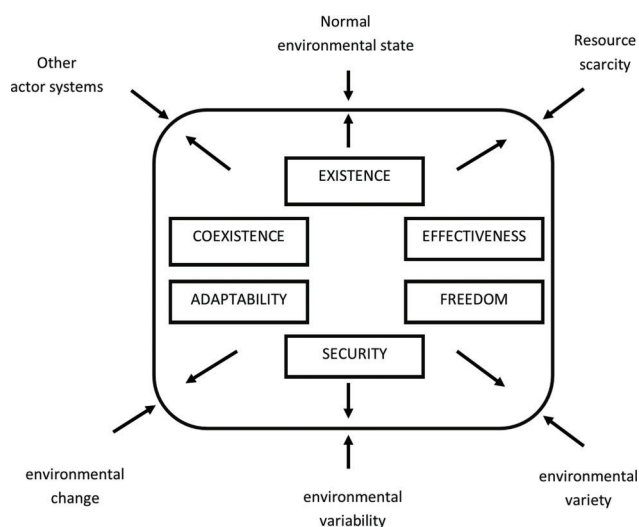 Normal
environmental state
Other
actor systems
Resource
scarcity
EXISTENCE
COEXISTENCE
EFFECTIVENESS
ADAPTABILITY
FREEDOM
SECURITY
environmental
change
environmental
variability
environmental
variety